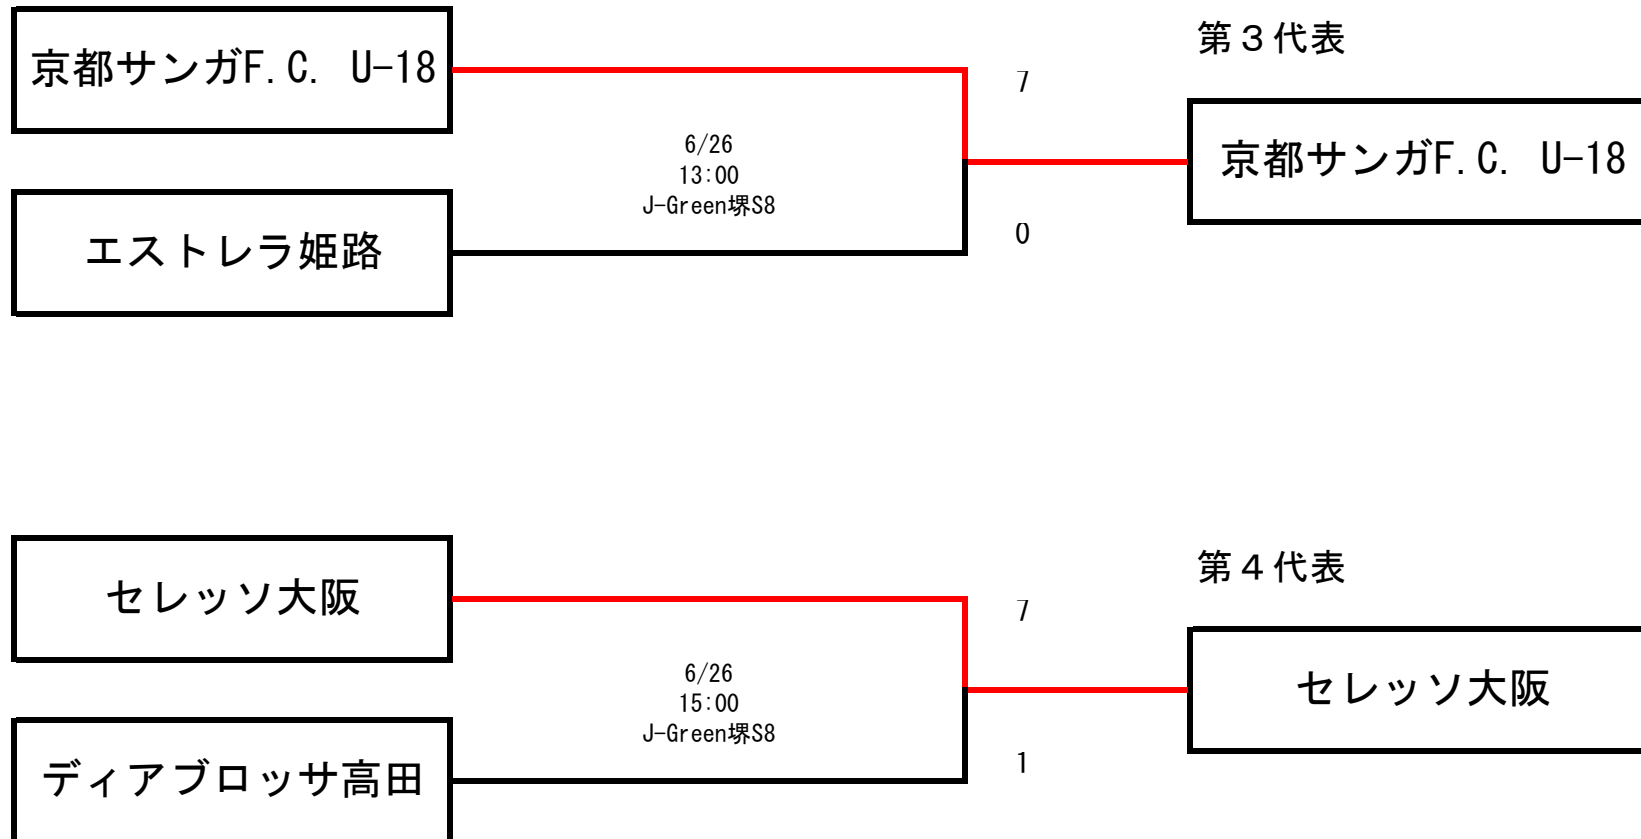 京都サンガF.C. U-18
第３代表
7
6/26
13:00
J-Green堺S8
京都サンガF.C. U-18
エストレラ姫路
0
セレッソ大阪
第４代表
7
6/26
15:00
J-Green堺S8
セレッソ大阪
ディアブロッサ高田
1